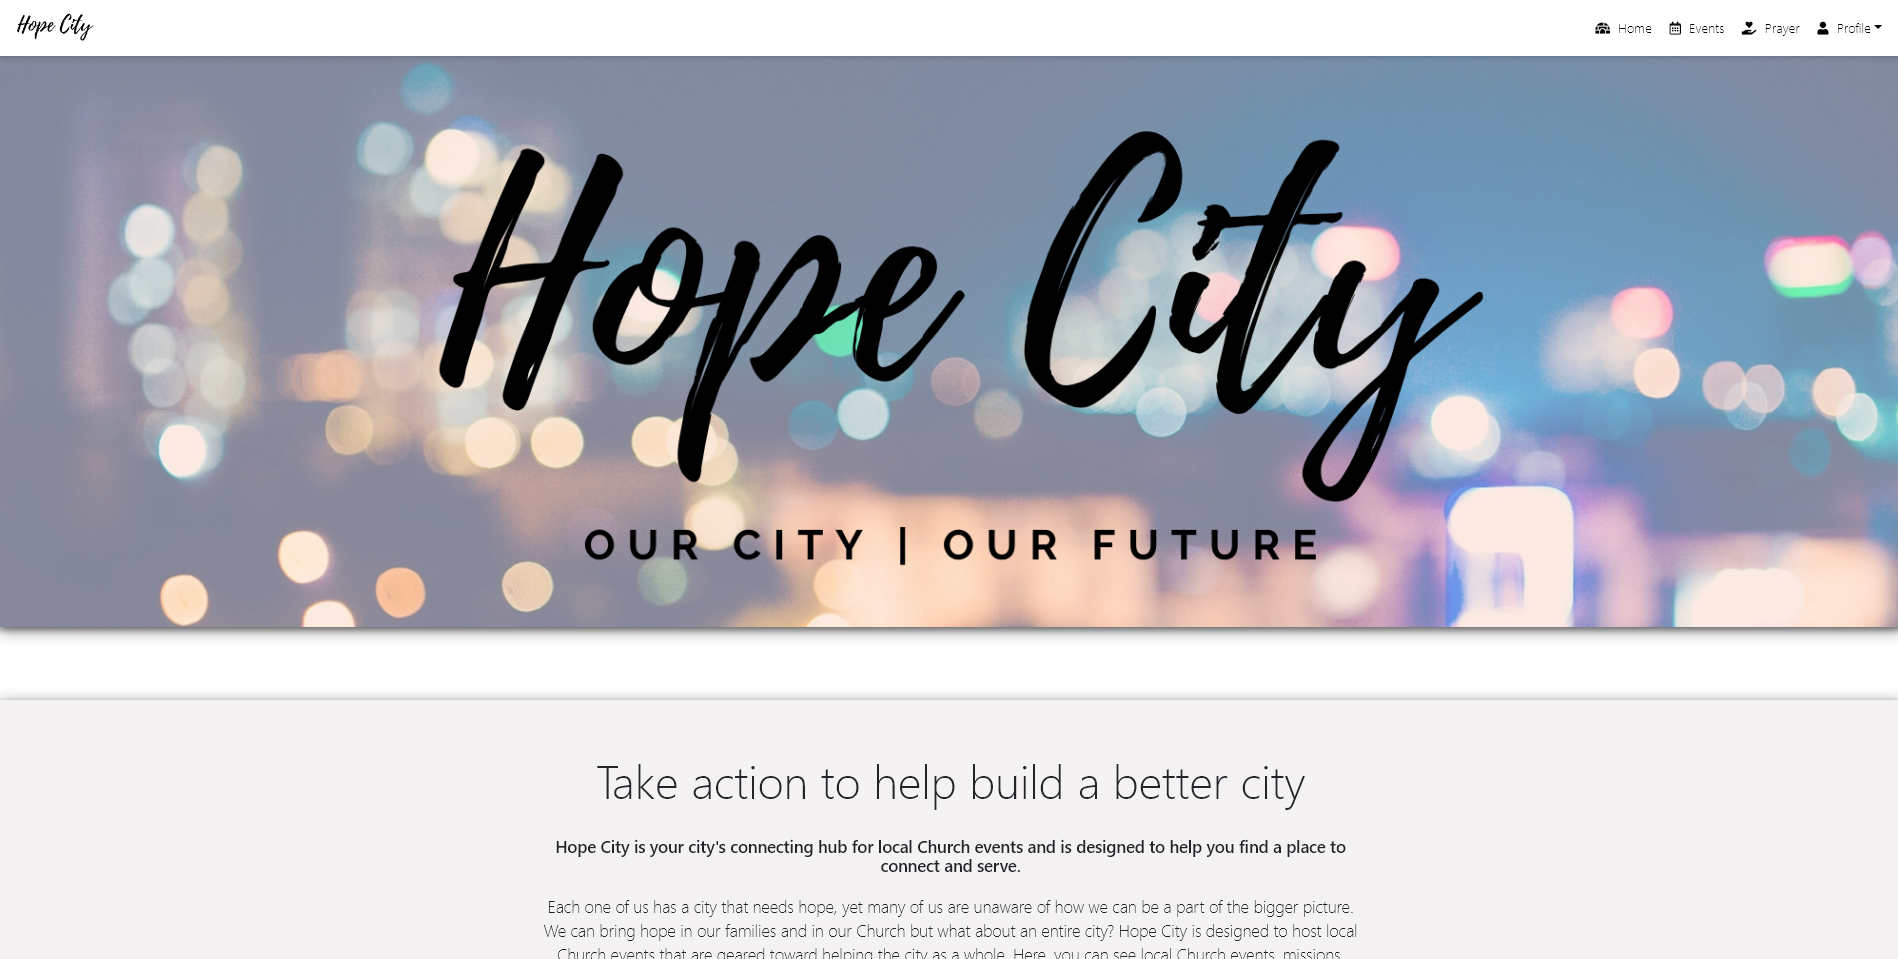 Hope City
Home Events Prayer Profile
Hope City
OUR CITY | OUR FUTURE
Take action to help build a better city
Hope City is your city's connecting hub for local Church events and is designed to help you find a place to
connect and serve.
Each one of us has a city that needs hope, yet many of us are unaware of how we can be a part of the bigger picture.
We can bring hope in our families and in our Church but what about an entire city? Hope City is designed to host local
Church events that are geared toward helping the city as a whole. Here, you can see local Church events, missions